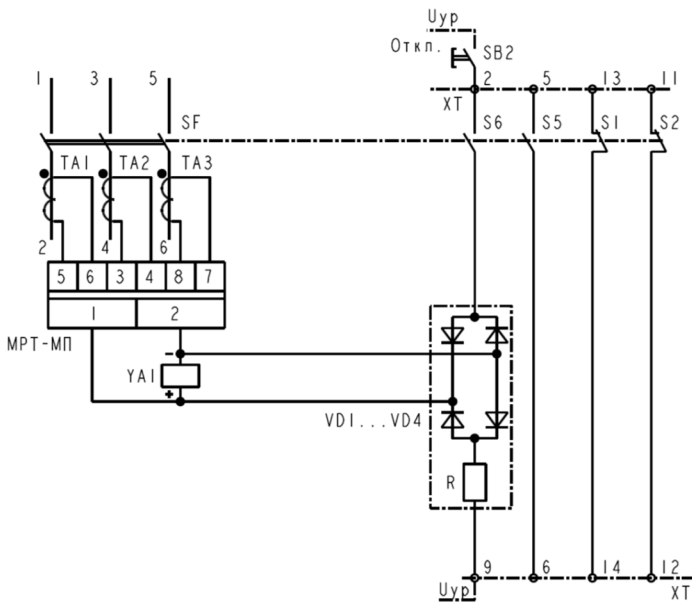 Uур
Откл. SB2
1 3 5 2 5 13 11
XT
SF S6 S5 S1 S2
TA1 TA2 TA3
2 4 6
5 6 3 4 8 7
1 2
МРТ-МП
-
YA1
+
VD1...VD4
R
9 6 14 12
Uур XT